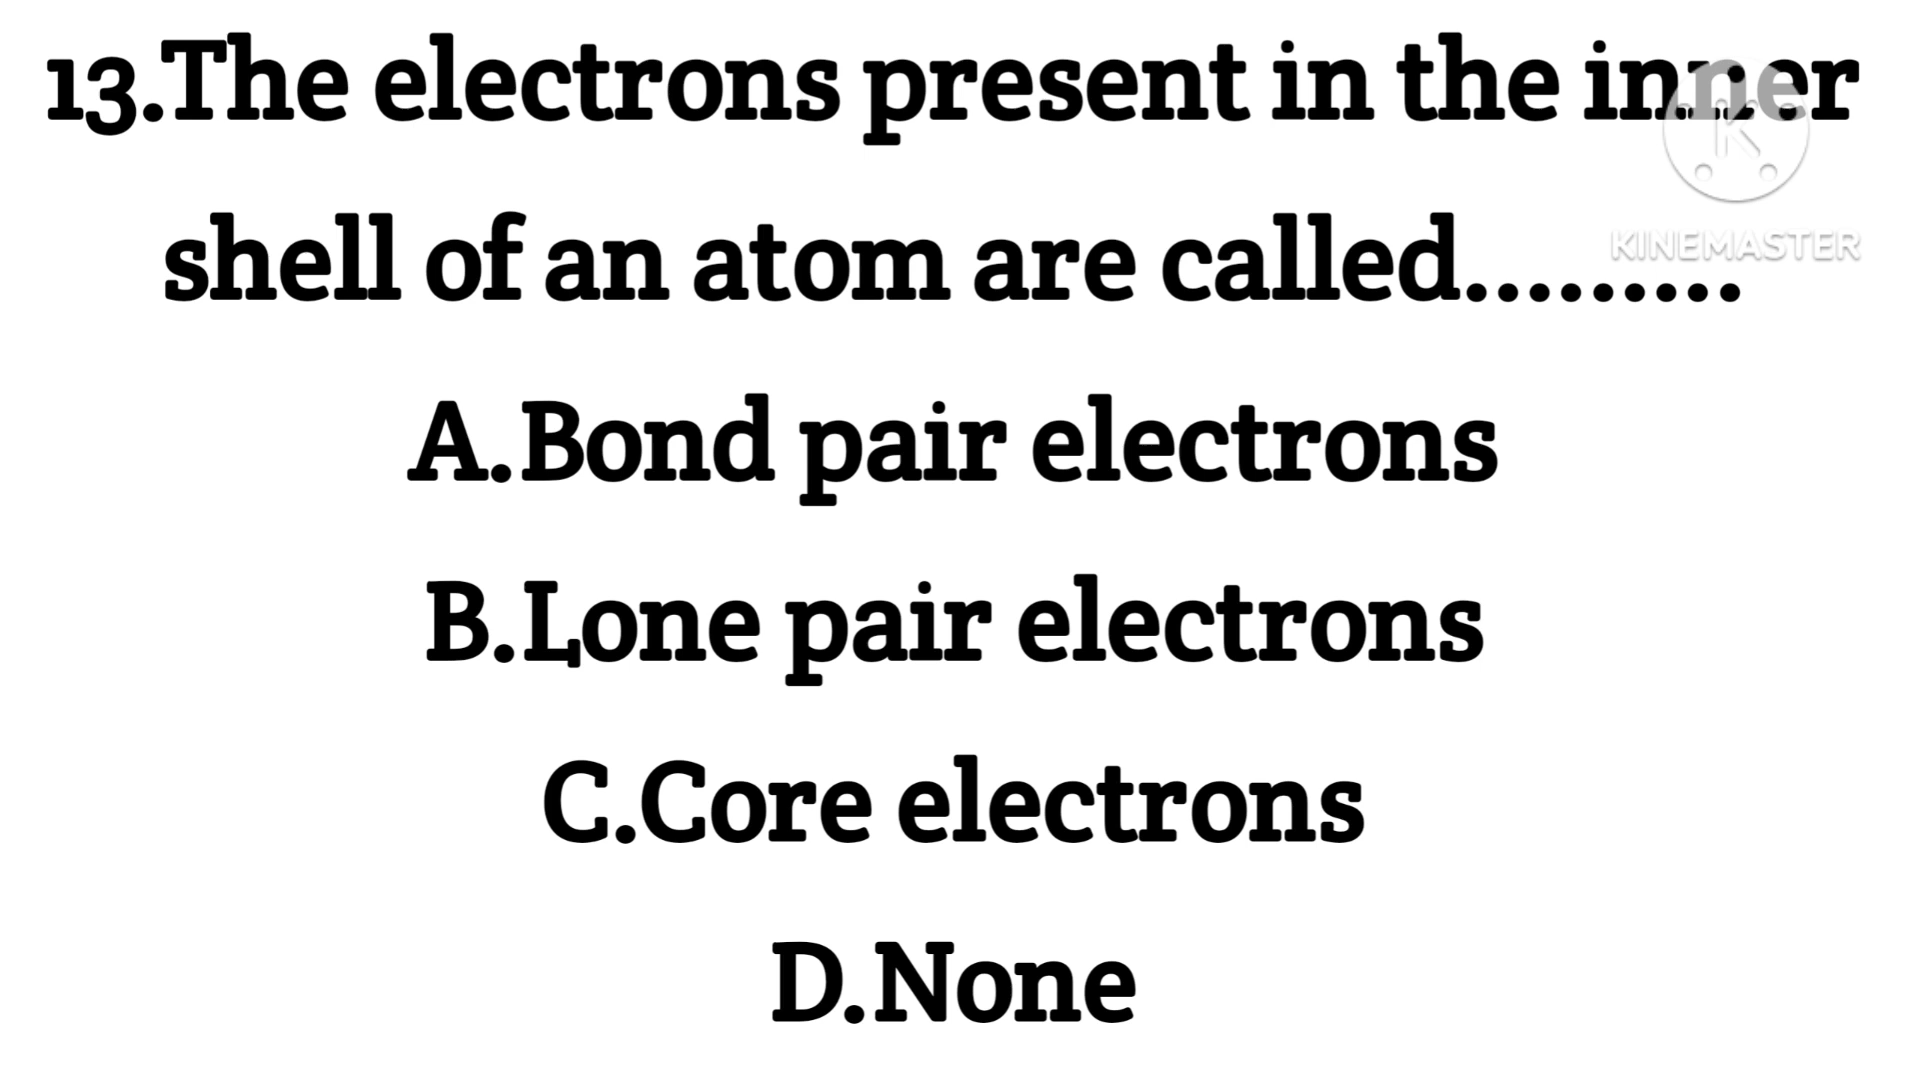 13.The electrons present in the inner
shell of an atom are called.........
A.Bond pair electrons
B.Lone pair electrons
C.Core electrons
D.None
KINEMASTER